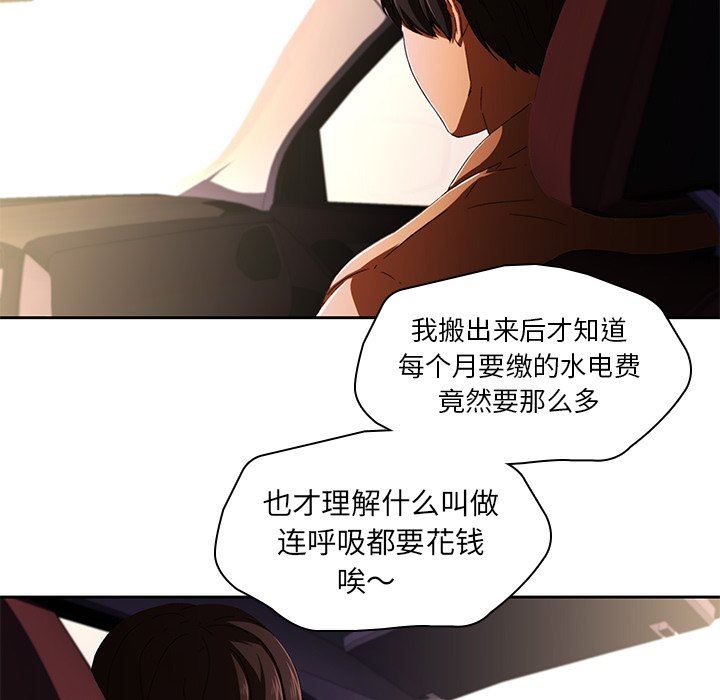 我搬出来后才知道
每个月要缴的水电费
竟然要那么多
也才理解什么叫做
连呼吸都要花钱
唉～